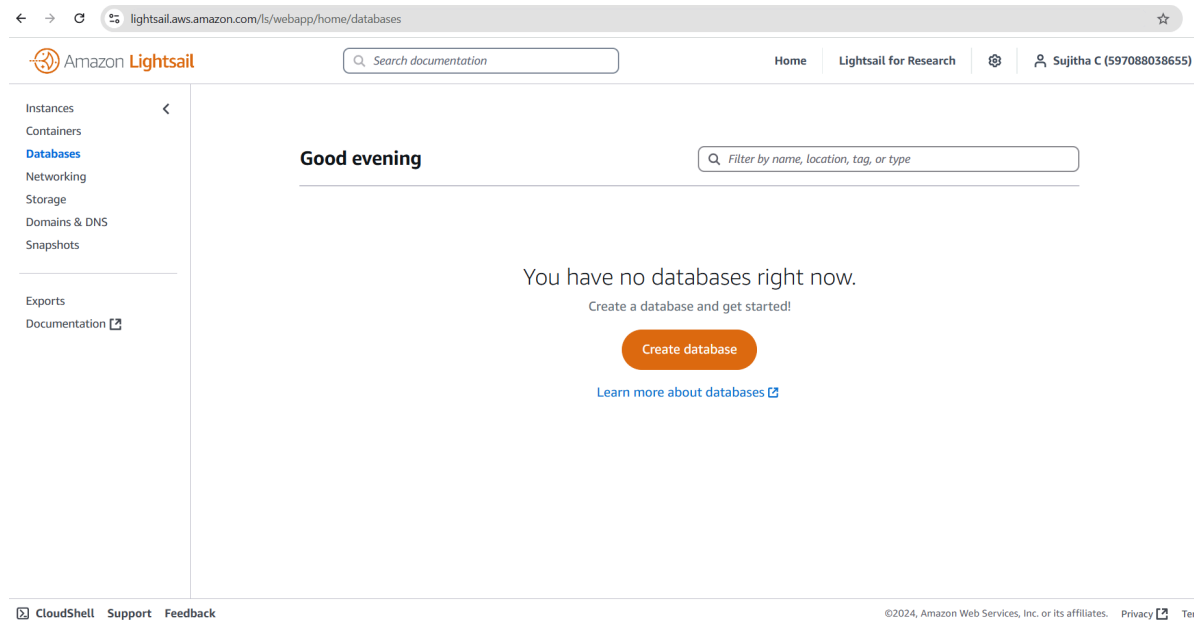 lightsail.aws.amazon.com/ls/webapp/home/databases
Amazon Lightsail
Search documentation
Home
Lightsail for Research
Sujitha C (597088038655)
Instances
Containers
Databases
Networking
Storage
Domains & DNS
Snapshots
Exports
Documentation
Good evening
Filter by name, location, tag, or type
You have no databases right now.
Create a database and get started!
Create database
Learn more about databases
CloudShell Support Feedback
©2024, Amazon Web Services, Inc. or its affiliates. Privacy